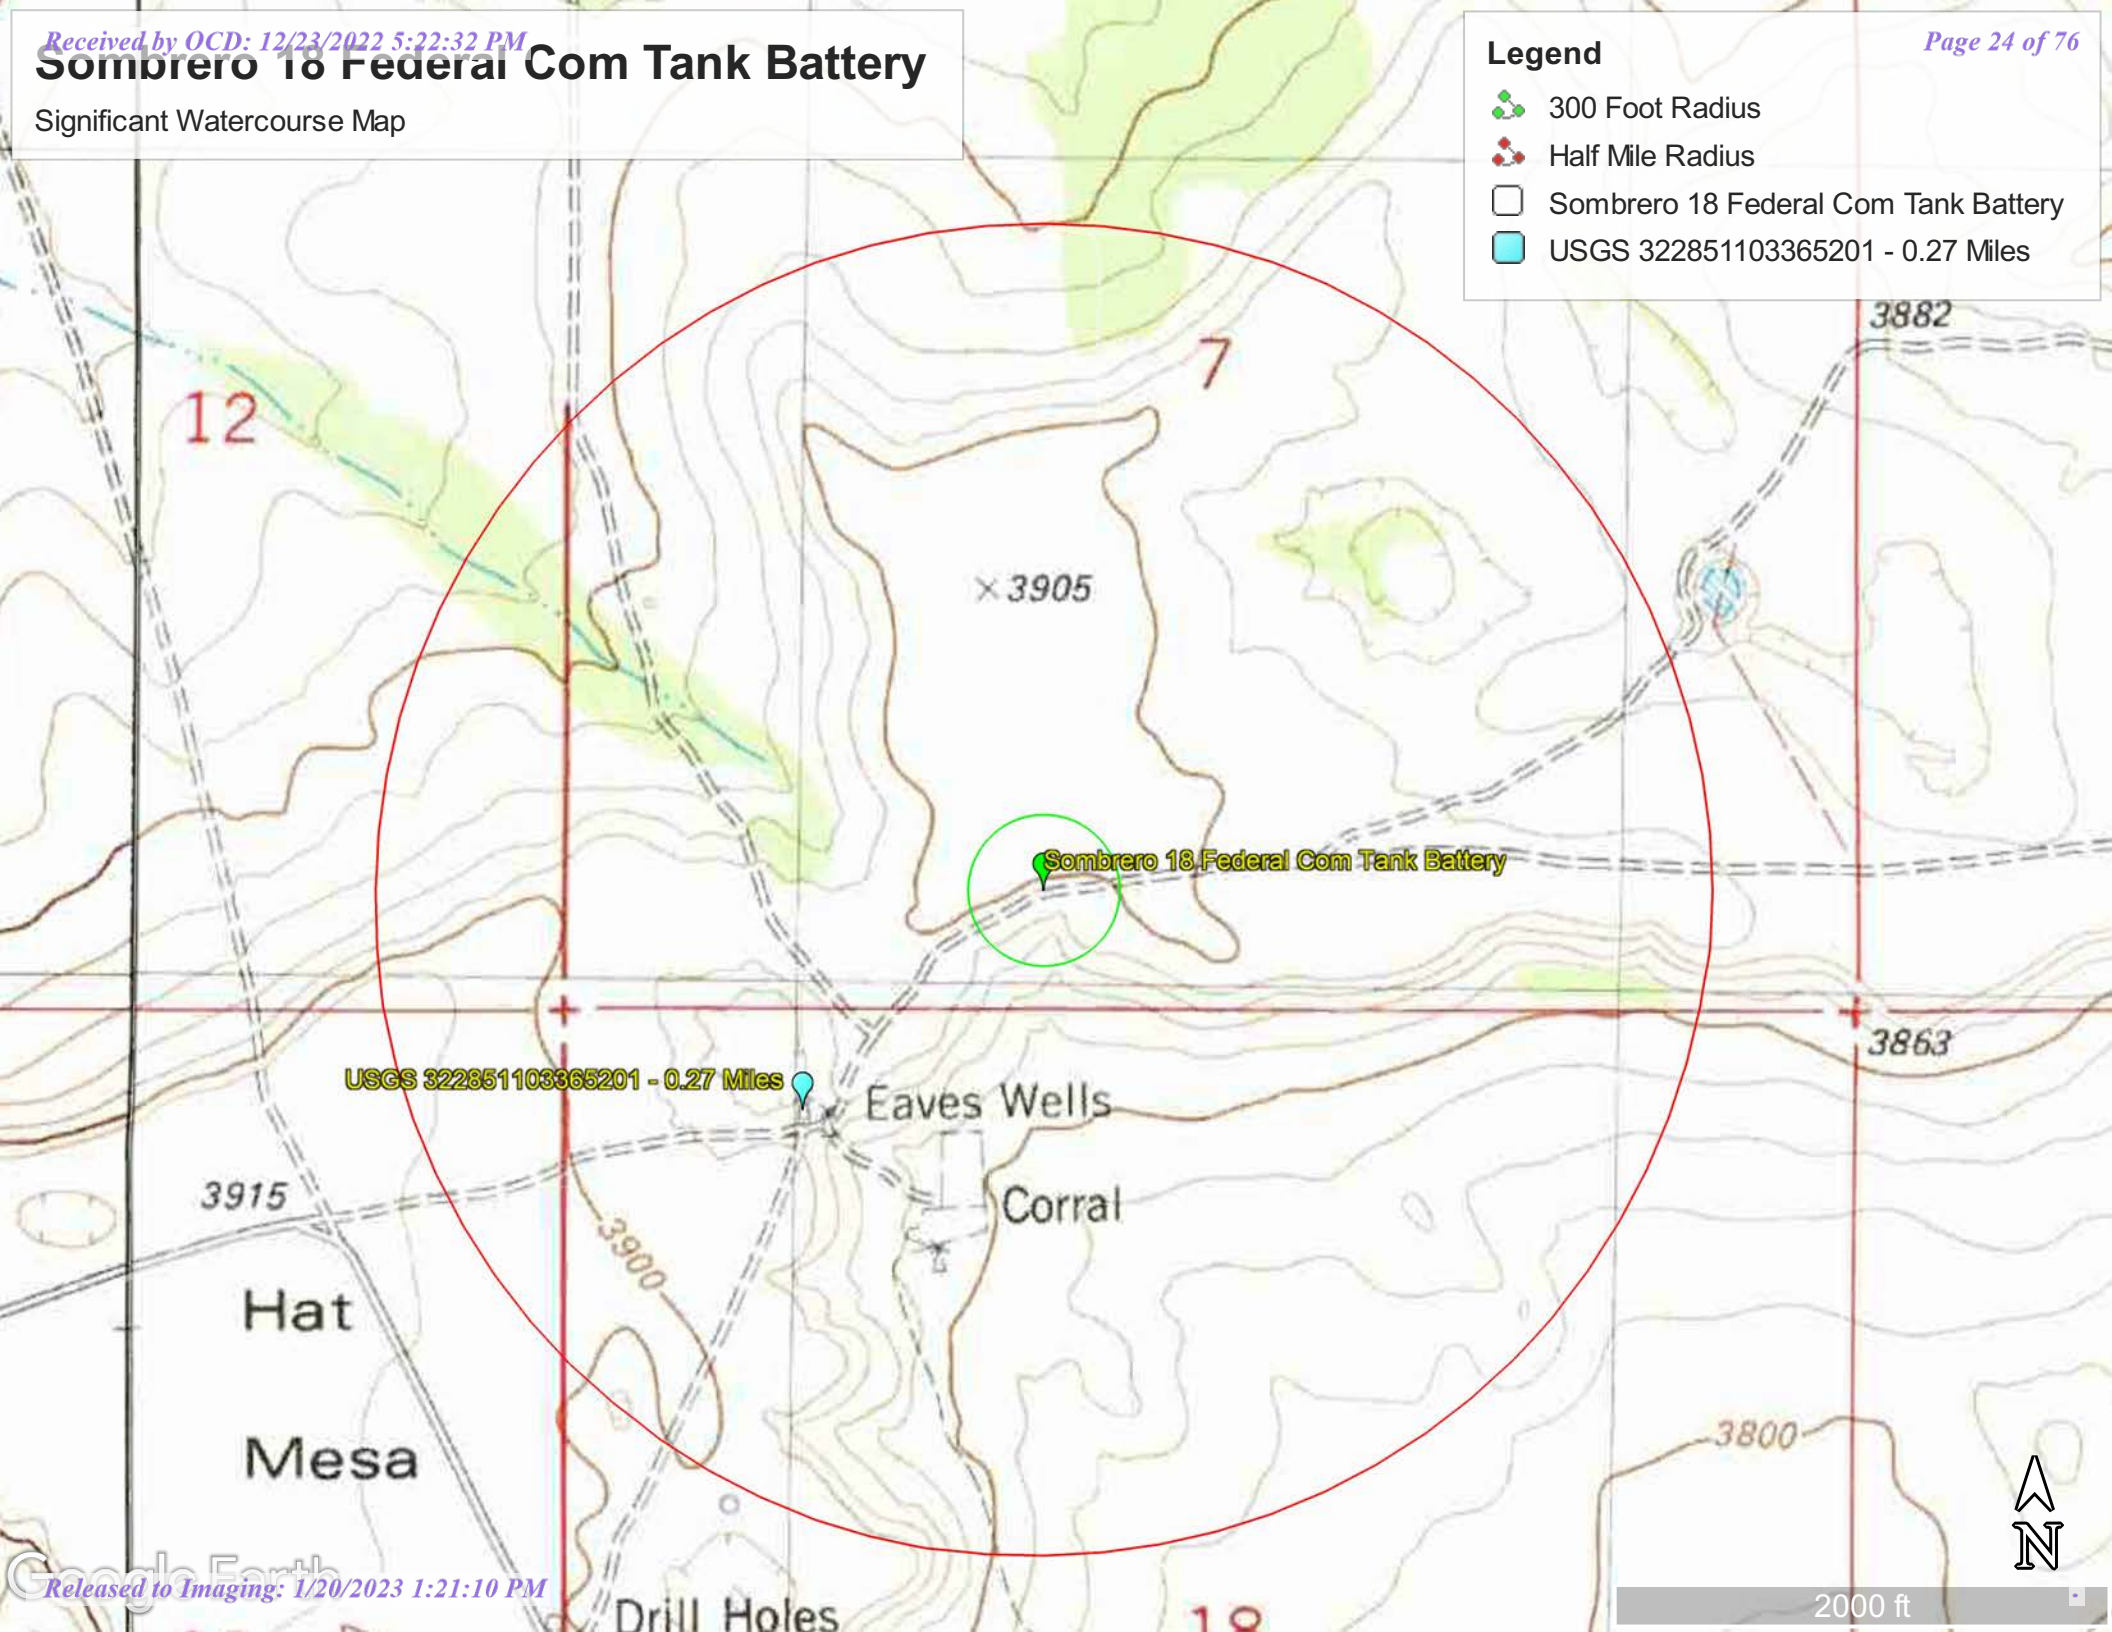 Received by OCD: 12/23/2022 5:22:32 PM
Page 24 of 76
Sombrero 18 Federal Com Tank Battery
Significant Watercourse Map
Legend
300 Foot Radius
Half Mile Radius
Sombrero 18 Federal Com Tank Battery
USGS 322851103365201 - 0.27 Miles
3882
7
12
3905
Sombrero 18 Federal Com Tank Battery
3863
USGS 322851103365201 - 0.27 Miles
Eaves Wells
3915
Corral
3900
Hat
Mesa
3800
N
Google Earth
Released to Imaging: 1/20/2023 1:21:10 PM
2000 ft
Drill Holes
18